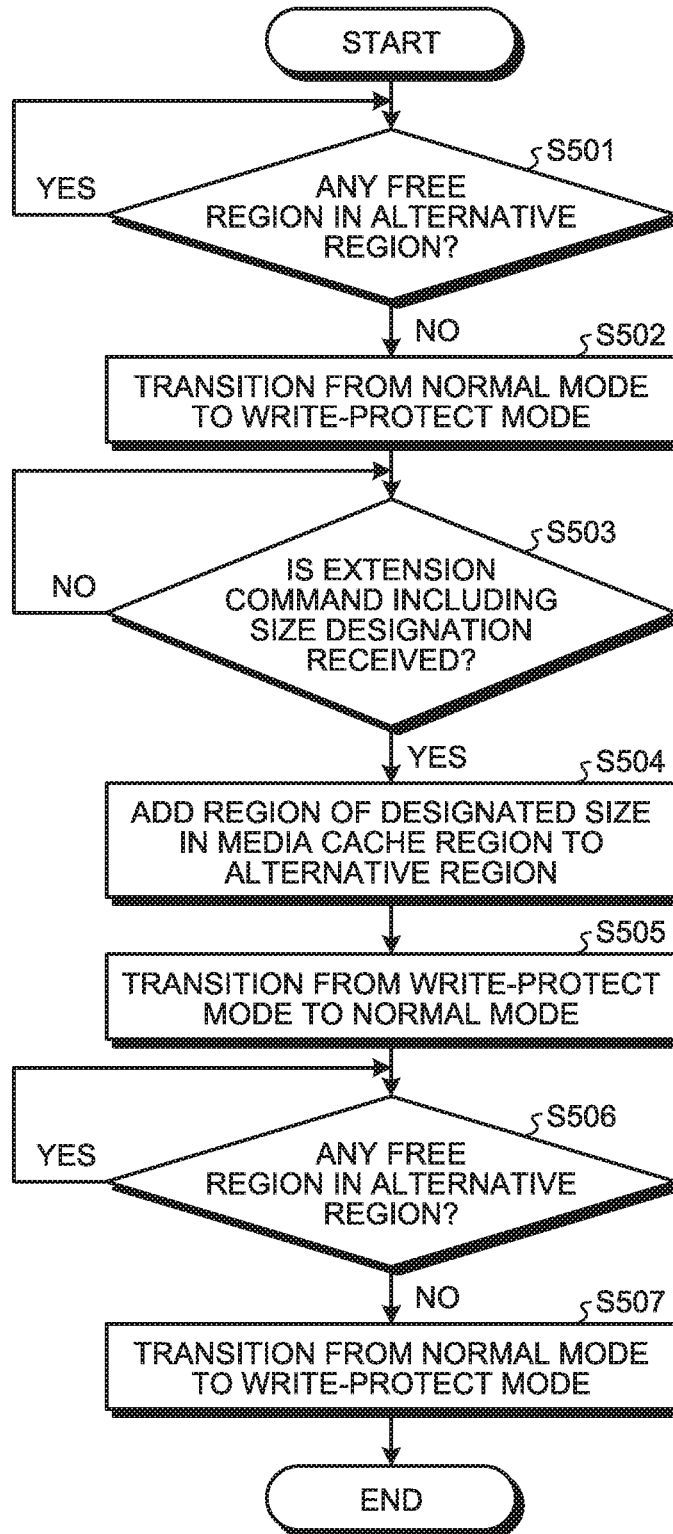 START
S501
YES
ANY FREE
REGION IN ALTERNATIVE
REGION?
NO
S502
TRANSITION FROM NORMAL MODE
TO WRITE-PROTECT MODE
S503
NO
IS EXTENSION
COMMAND INCLUDING
SIZE DESIGNATION
RECEIVED?
YES
S504
ADD REGION OF DESIGNATED SIZE
IN MEDIA CACHE REGION TO
ALTERNATIVE REGION
S505
TRANSITION FROM WRITE-PROTECT
MODE TO NORMAL MODE
S506
YES
ANY FREE
REGION IN ALTERNATIVE
REGION?
NO
S507
TRANSITION FROM NORMAL MODE
TO WRITE-PROTECT MODE
END